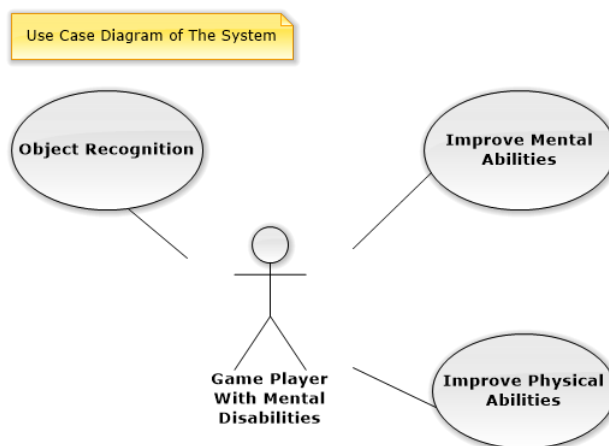 Use Case Diagram of The System
Object Recognition
Improve Mental
Abilities
Game Player
With Mental
Disabilities
Improve Physical
Abilities